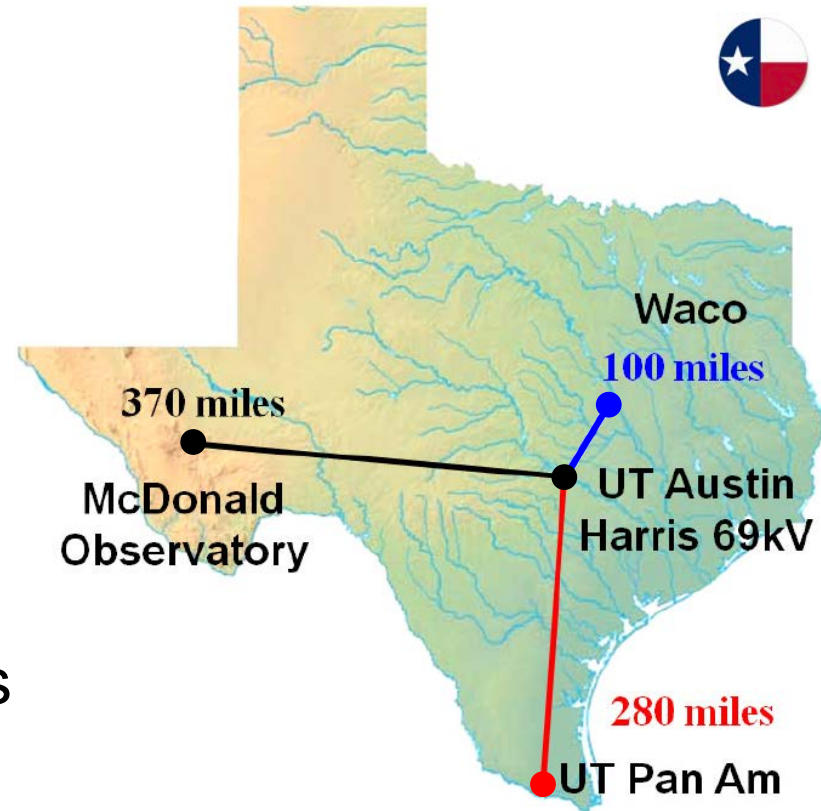 Waco
100 miles
370 miles
McDonald
Observatory
UT Austin
Harris 69kV
s
280 miles
UT Pan Am